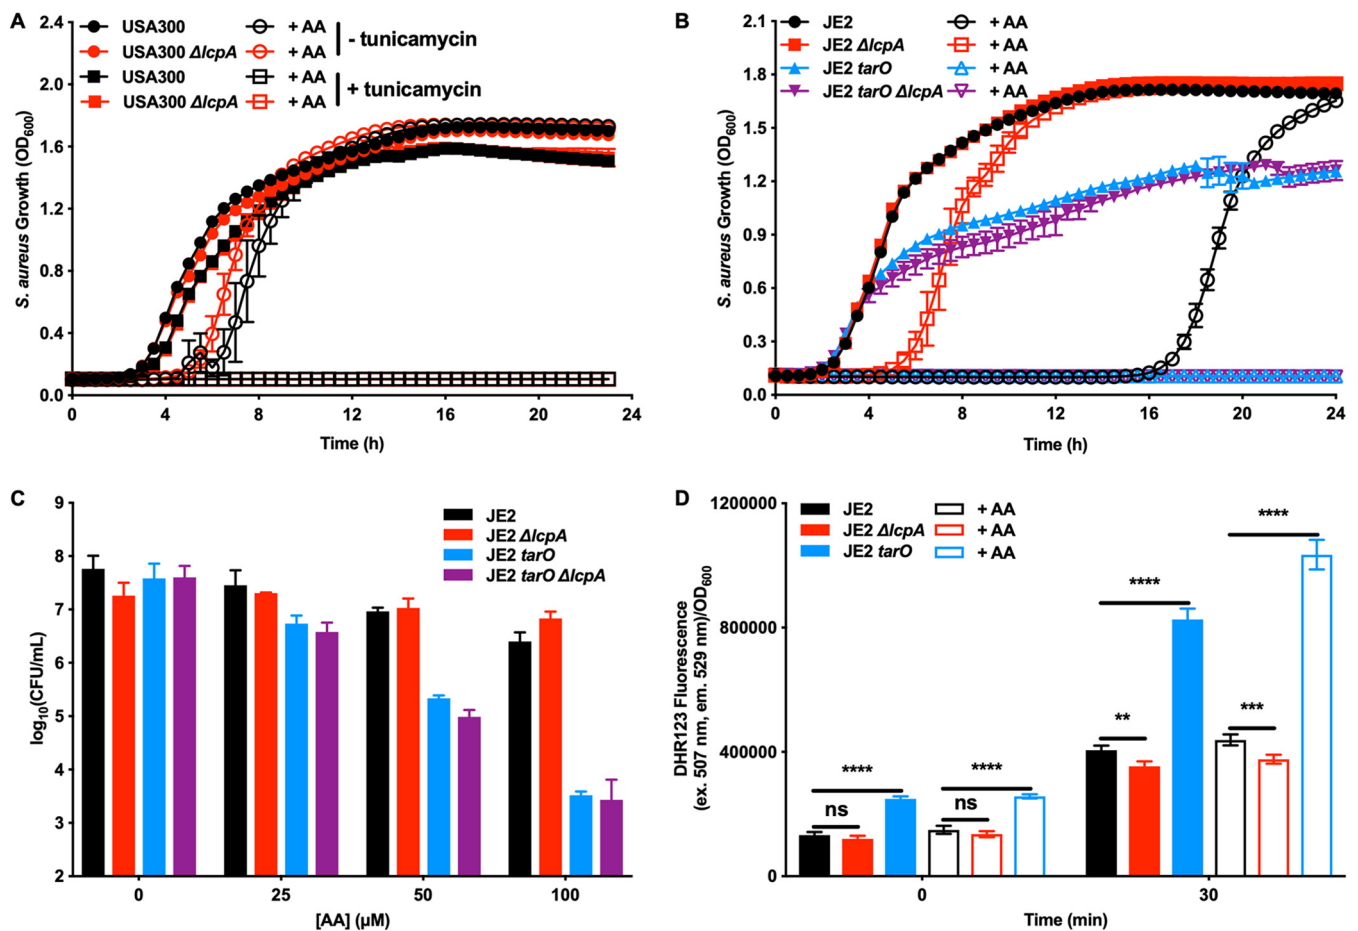 A
USA300
+ AA
USA300 ΔlcpA
+ AA
- tunicamycin
USA300
+ AA
USA300 ΔlcpA
+ AA
+ tunicamycin
S. aureus Growth (OD600)
2.4
2.0
1.6
1.2
0.8
0.4
0.0
0 4 8 12 16 20 24
Time (h)
B
JE2
+ AA
JE2 ΔlcpA
+ AA
JE2 tarO
+ AA
JE2 tarO ΔlcpA
+ AA
S. aureus Growth (OD600)
2.1
1.8
1.5
1.2
0.9
0.6
0.3
0.0
0 4 8 12 16 20 24
Time (h)
C
JE2
JE2 ΔlcpA
JE2 tarO
JE2 tarO ΔlcpA
log10(CFU/mL)
9
8
7
6
5
4
3
2
0 25 50 100
[AA] (µM)
D
JE2
+ AA
JE2 ΔlcpA
+ AA
JE2 tarO
+ AA
DHR123 Fluorescence
(ex. 507 nm, em. 529 nm)/OD600
1200000
800000
400000
0
****
ns
****
ns
****
**
****
***
0 30
Time (min)